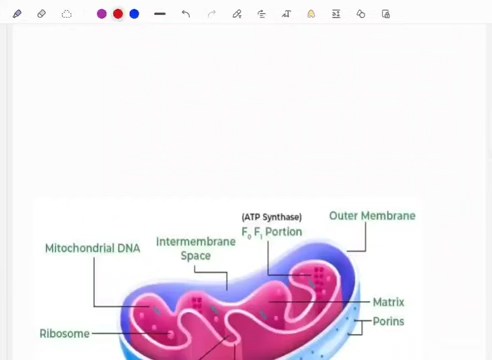 (ATP Synthase)
F₀ F₁ Portion
Outer Membrane
Mitochondrial DNA
Intermembrane
Space
Matrix
Porins
Ribosome